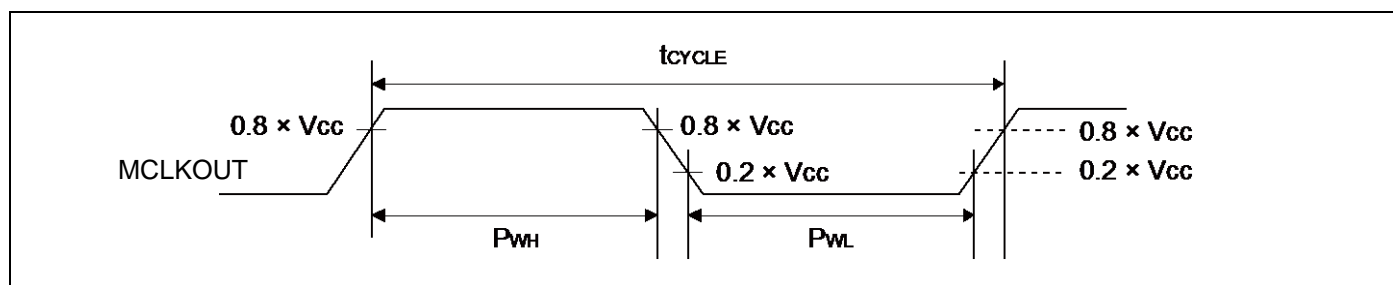 tCYCLE
0.8 × Vcc
0.8 × Vcc
0.8 × Vcc
MCLKOUT
0.2 × Vcc
0.2 × Vcc
PWH
PWL